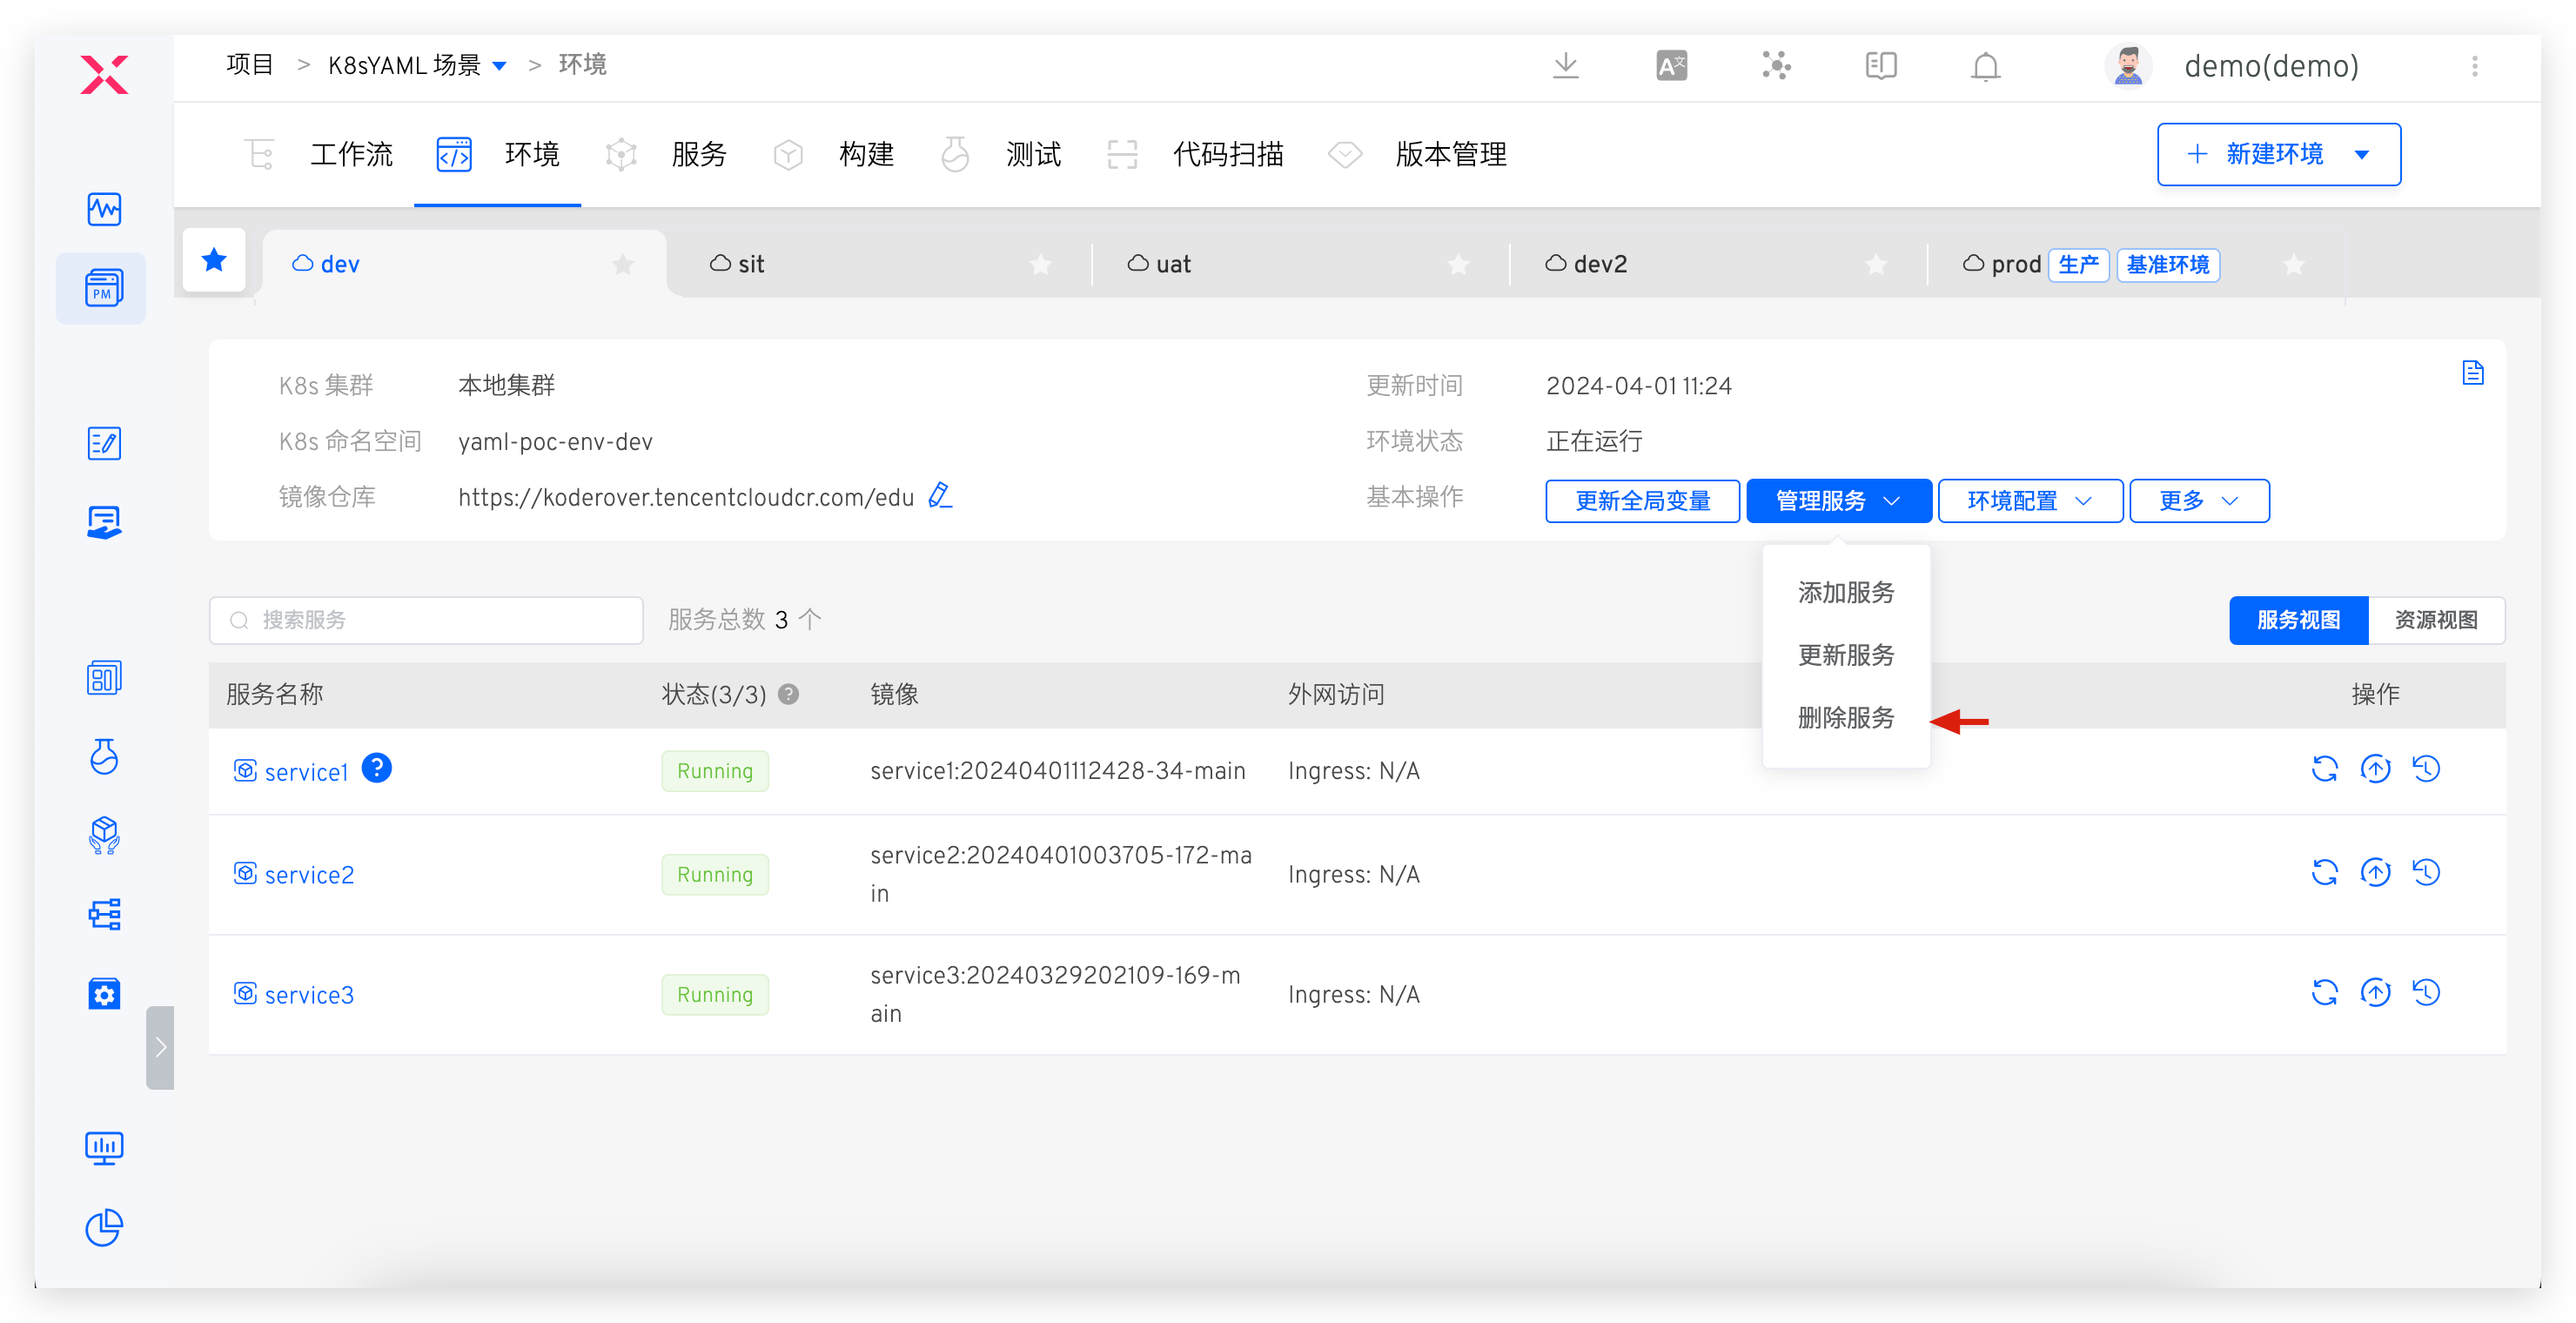 项目 > K8sYAML 场景 > 环境
demo(demo)
工作流 环境 服务 构建 测试 代码扫描 版本管理
+ 新建环境
PM
dev sit uat dev2 prod 生产 基准环境
K8s 集群 本地集群
更新时间 2024-04-01 11:24
K8s 命名空间 yaml-poc-env-dev
环境状态 正在运行
镜像仓库 https://koderover.tencentcloudcr.com/edu
基本操作 更新全局变量 管理服务 环境配置 更多
添加服务
更新服务
删除服务
搜索服务 服务总数 3 个
服务视图 资源视图
服务名称 状态(3/3) ? 镜像 外网访问 操作
service1 ? Running service1:20240401112428-34-main Ingress: N/A
service2 Running service2:20240401003705-172-ma
in
Ingress: N/A
service3 Running service3:20240329202109-169-m
ain
Ingress: N/A